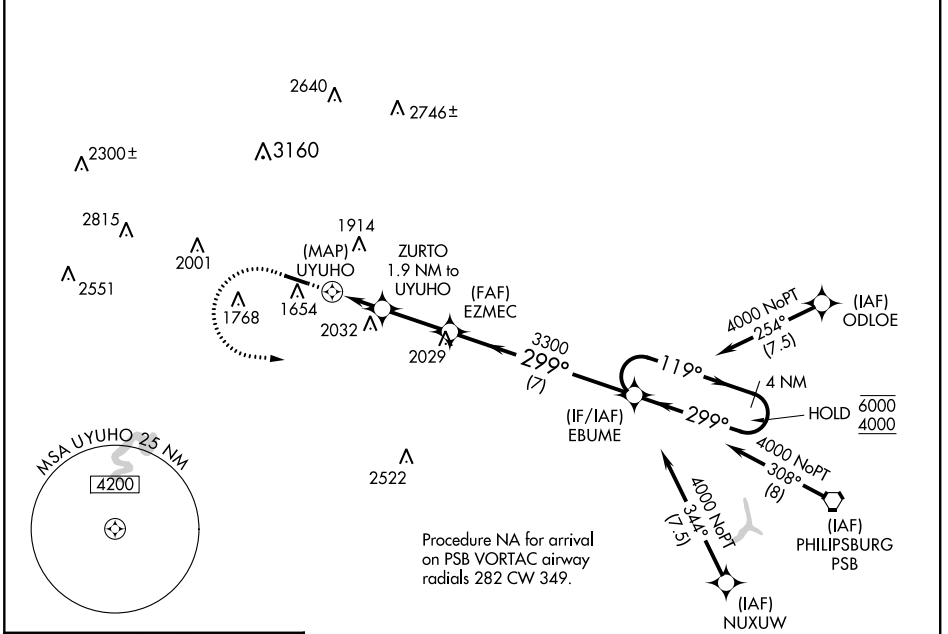 2640
2746±
3160
2300±
2815
2001
2551
1914
(MAP)
UYUHO
ZURTO
1.9 NM to
UYUHO
(FAF)
EZMEC
1768
1654
2032
2029
3300
299°
(7)
4000 NoPT
254°
(7.5)
(IAF)
ODLOE
119°
4 NM
299°
HOLD
6000
4000
(IF/IAF)
EBUME
4000 NoPT
308°
(8)
(IAF)
PHILIPSBURG
PSB
4000 NoPT
344°
(7.5)
(IAF)
NUXUW
2522
MSA UYUHO 25 NM
4200
Procedure NA for arrival
on PSB VORTAC airway
radials 282 CW 349.